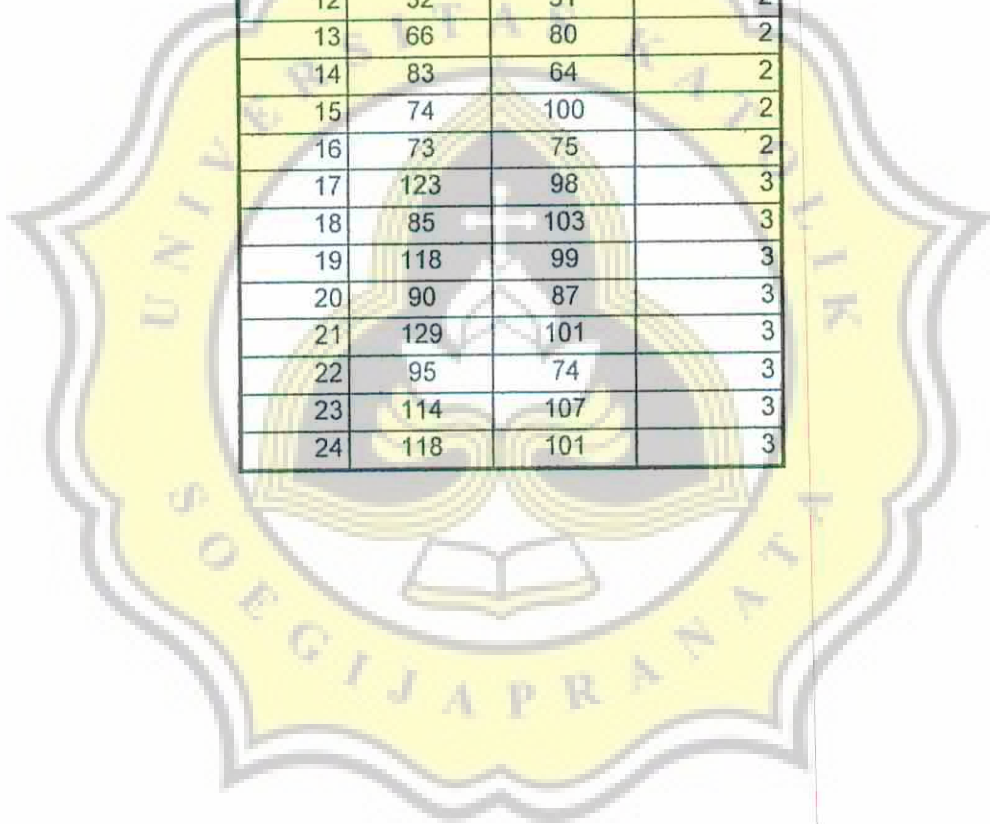 13 66 80 2
14 83 64 2
15 74 100 2
16 73 75 2
17 123 98 3
18 85 103 3
19 118 99 3
20 90 87 3
21 129 101 3
22 95 74 3
23 114 107 3
24 118 101 3
UNIVERSITAS KATOLIK
SOEGIJAPRANATA